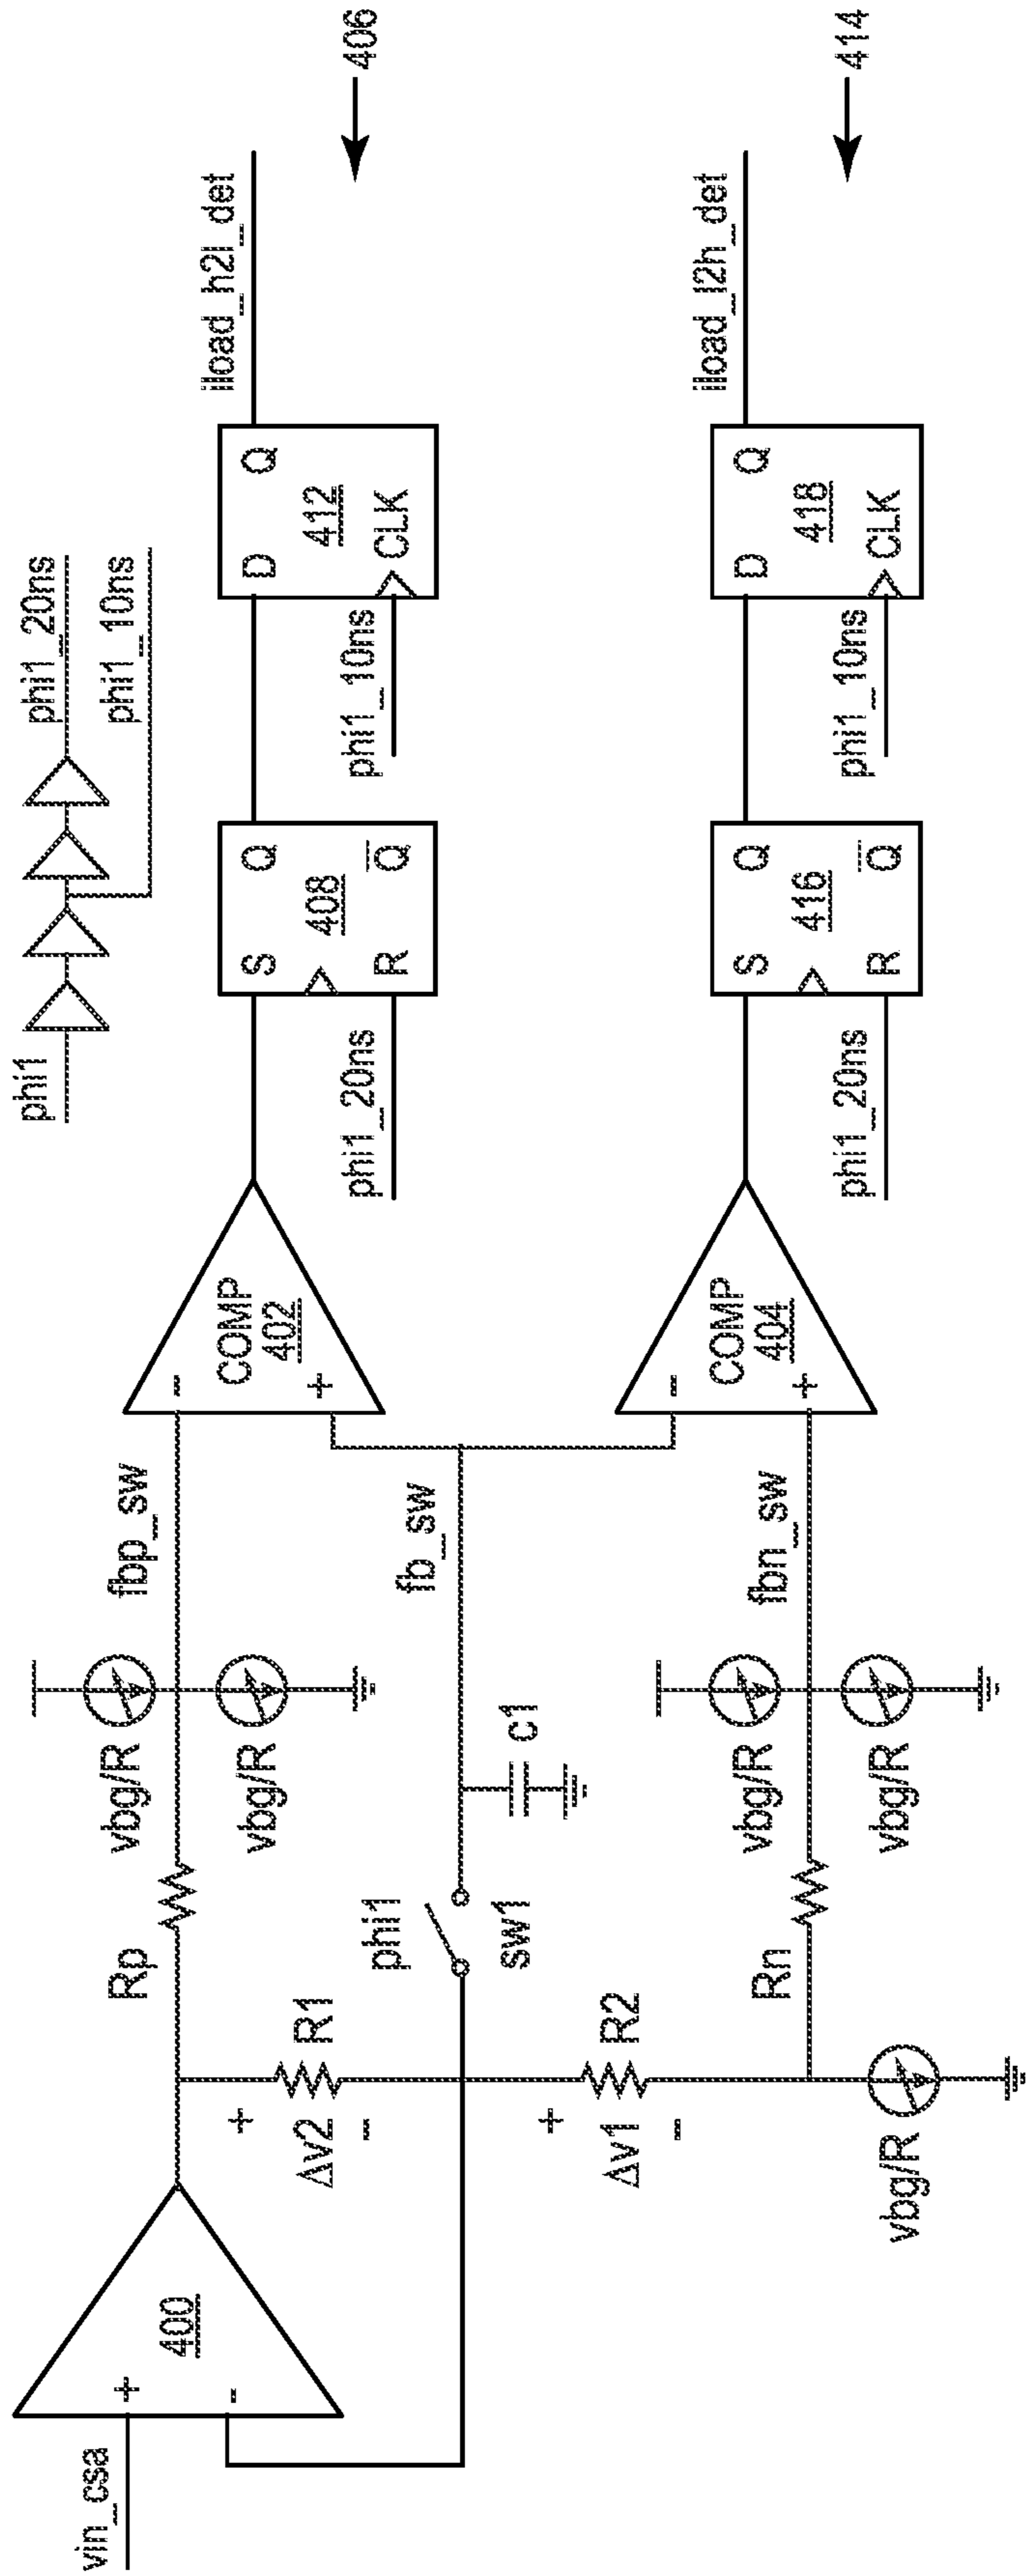 phi1
phi1_20ns
phi1_10ns
vin_csa
+
-
400
Rp
vbg/R
vbg/R
fbp_sw
-
+
COMP
402
phi1_20ns
S
Q
408
R
Q
phi1_10ns
D
Q
412
CLK
iload_h2l_det
406
+
Δv2
-
R1
phi1
sw1
c1
fb_sw
+
Δv1
-
R2
vbg/R
Rn
vbg/R
vbg/R
fbn_sw
-
+
COMP
404
phi1_20ns
S
Q
416
R
Q
phi1_10ns
D
Q
418
CLK
iload_l2h_det
414